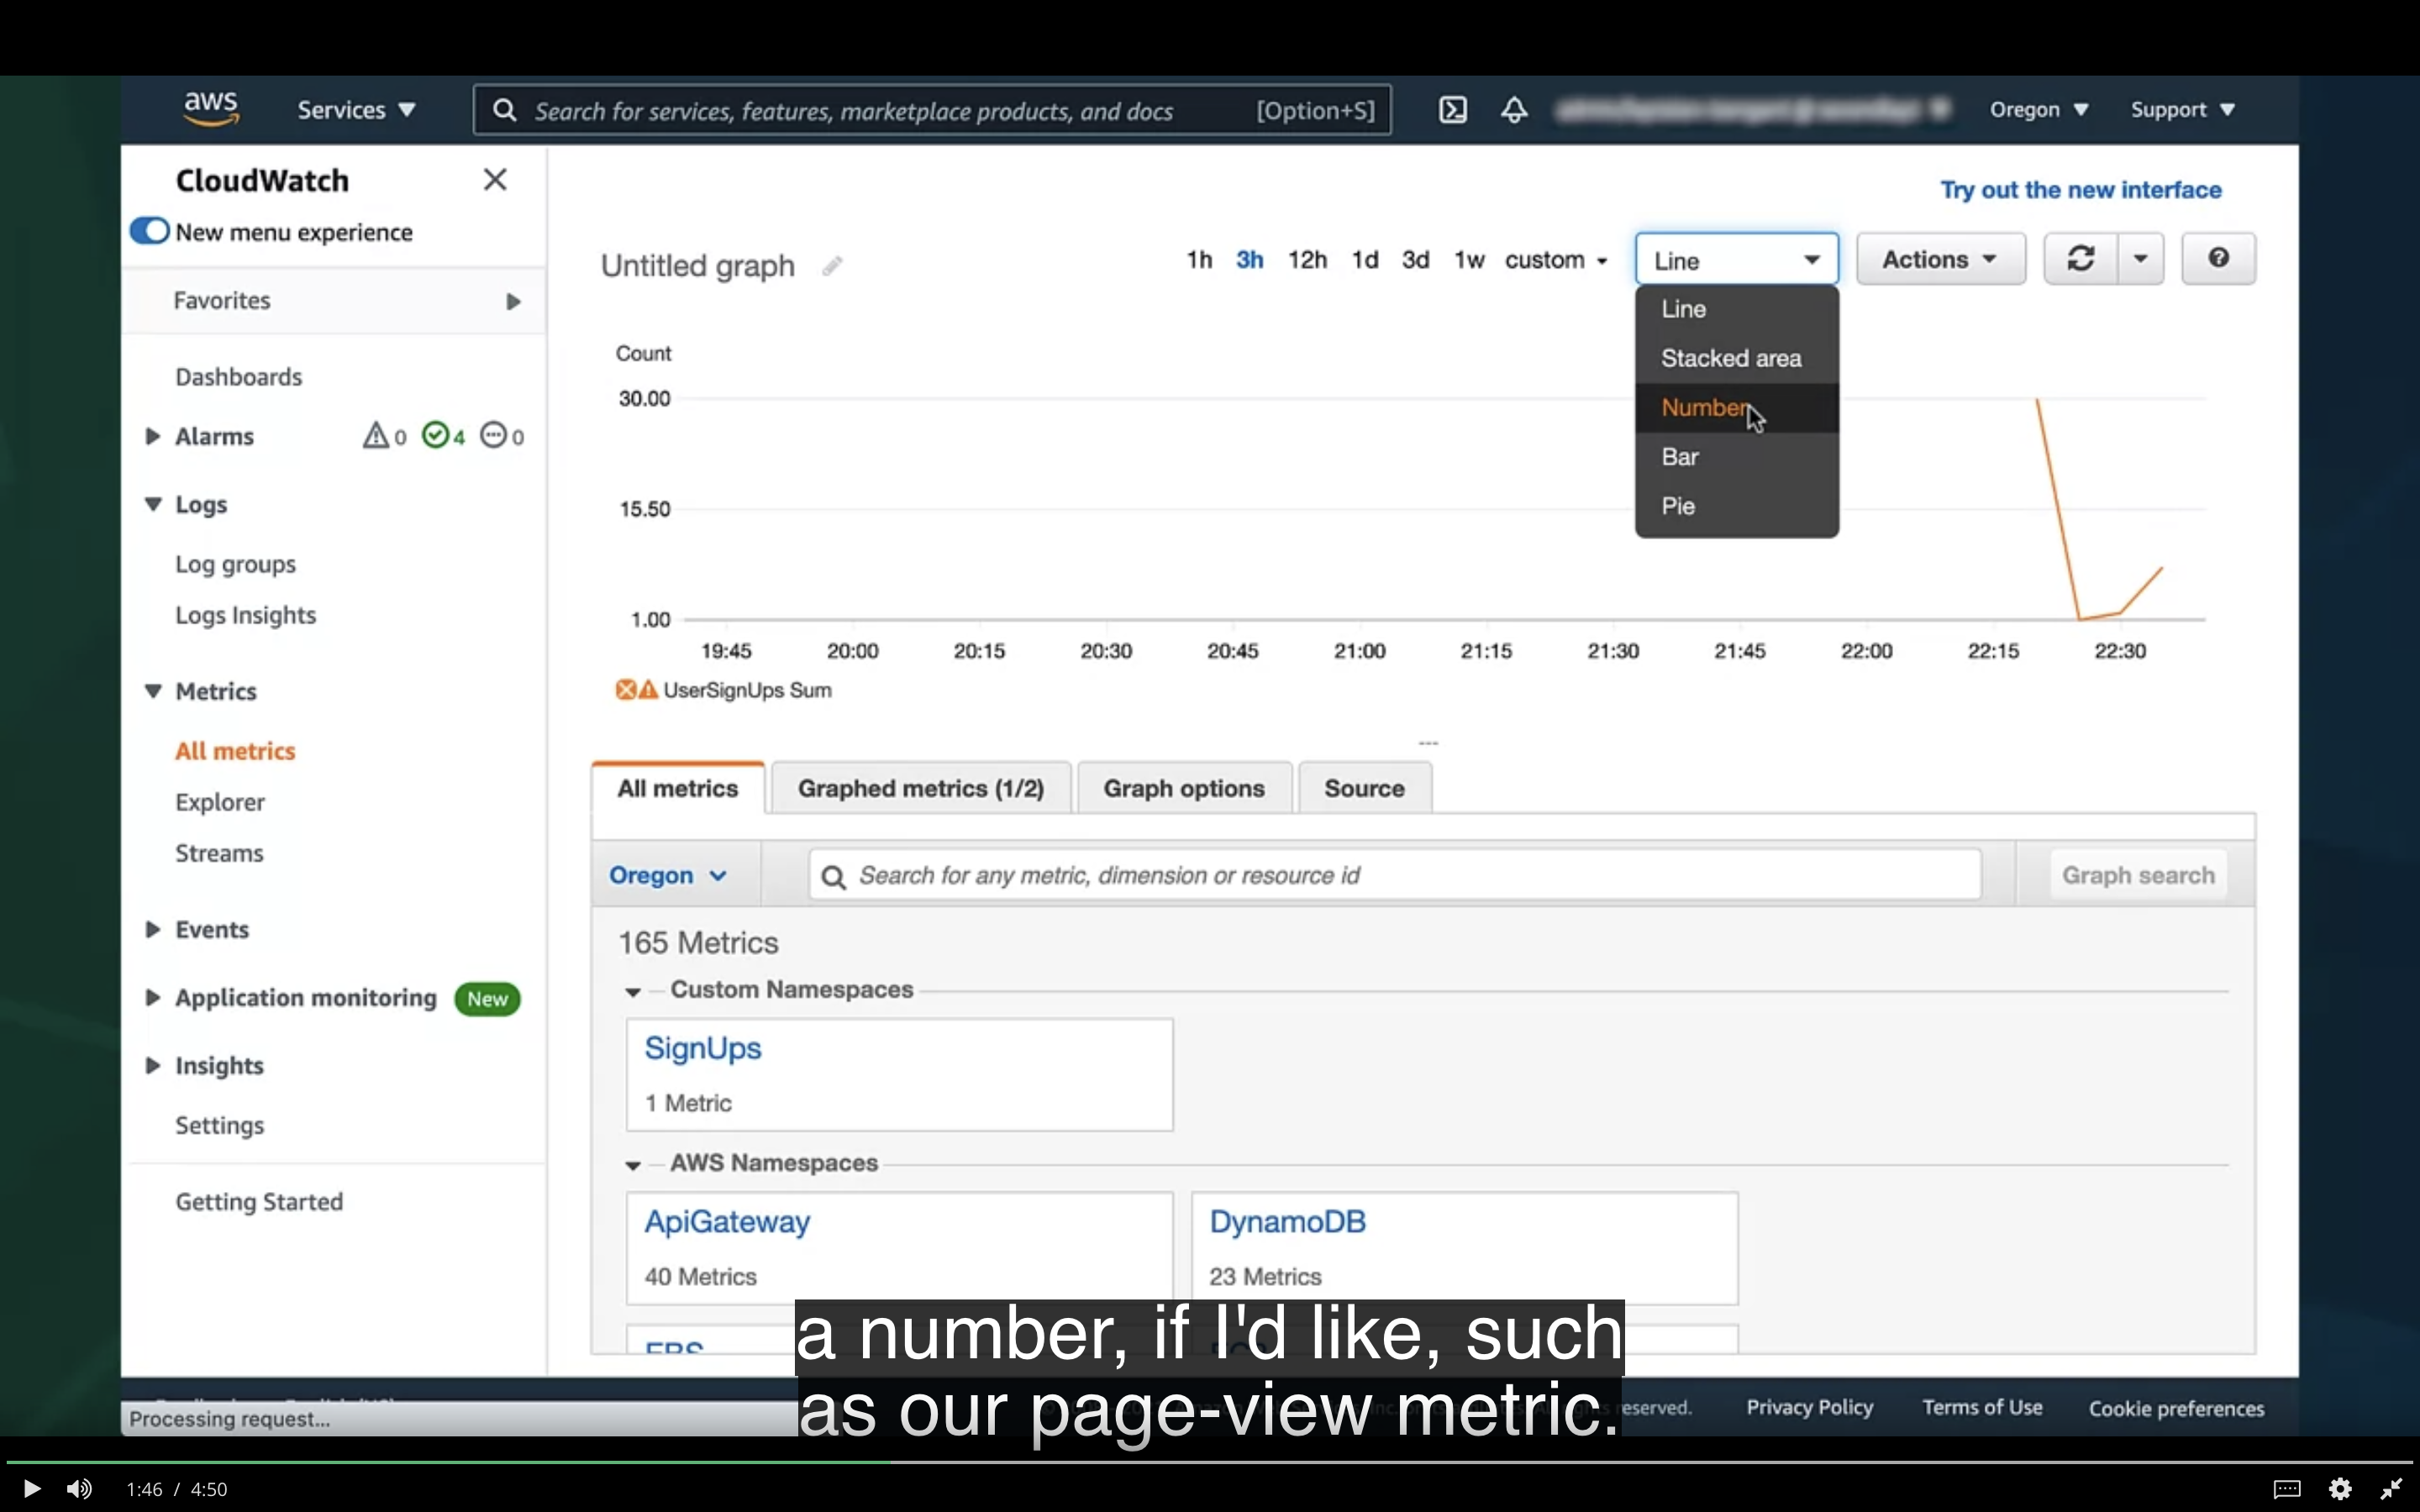 aws
Services
Search for services, features, marketplace products, and docs [Option+S]
Oregon
Support
CloudWatch
New menu experience
Favorites
Dashboards
Alarms 0 4 0
Logs
Log groups
Logs Insights
Metrics
All metrics
Explorer
Streams
Events
Application monitoring New
Insights
Settings
Getting Started
Try out the new interface
Untitled graph
1h 3h 12h 1d 3d 1w custom
Line
Actions
Line
Stacked area
Number
Bar
Pie
Count
30.00
15.50
1.00
19:45 20:00 20:15 20:30 20:45 21:00 21:15 21:30 21:45 22:00 22:15 22:30
UserSignUps Sum
All metrics
Graphed metrics (1/2)
Graph options
Source
Oregon
Search for any metric, dimension or resource id
Graph search
165 Metrics
Custom Namespaces
SignUps
1 Metric
AWS Namespaces
ApiGateway
40 Metrics
DynamoDB
23 Metrics
a number, if I'd like, such
as our page-view metric.
Processing request...
eserved.
Privacy Policy
Terms of Use
Cookie preferences
1:46 / 4:50